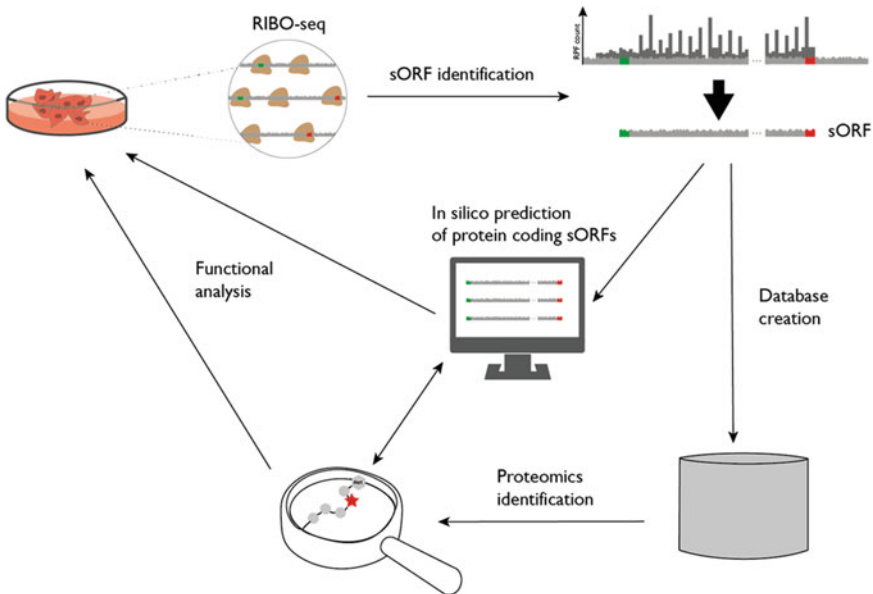 RIBO-seq
sORF identification
RPF count
...
...
sORF
In silico prediction
of protein coding sORFs
Functional
analysis
Database
creation
Proteomics
identification